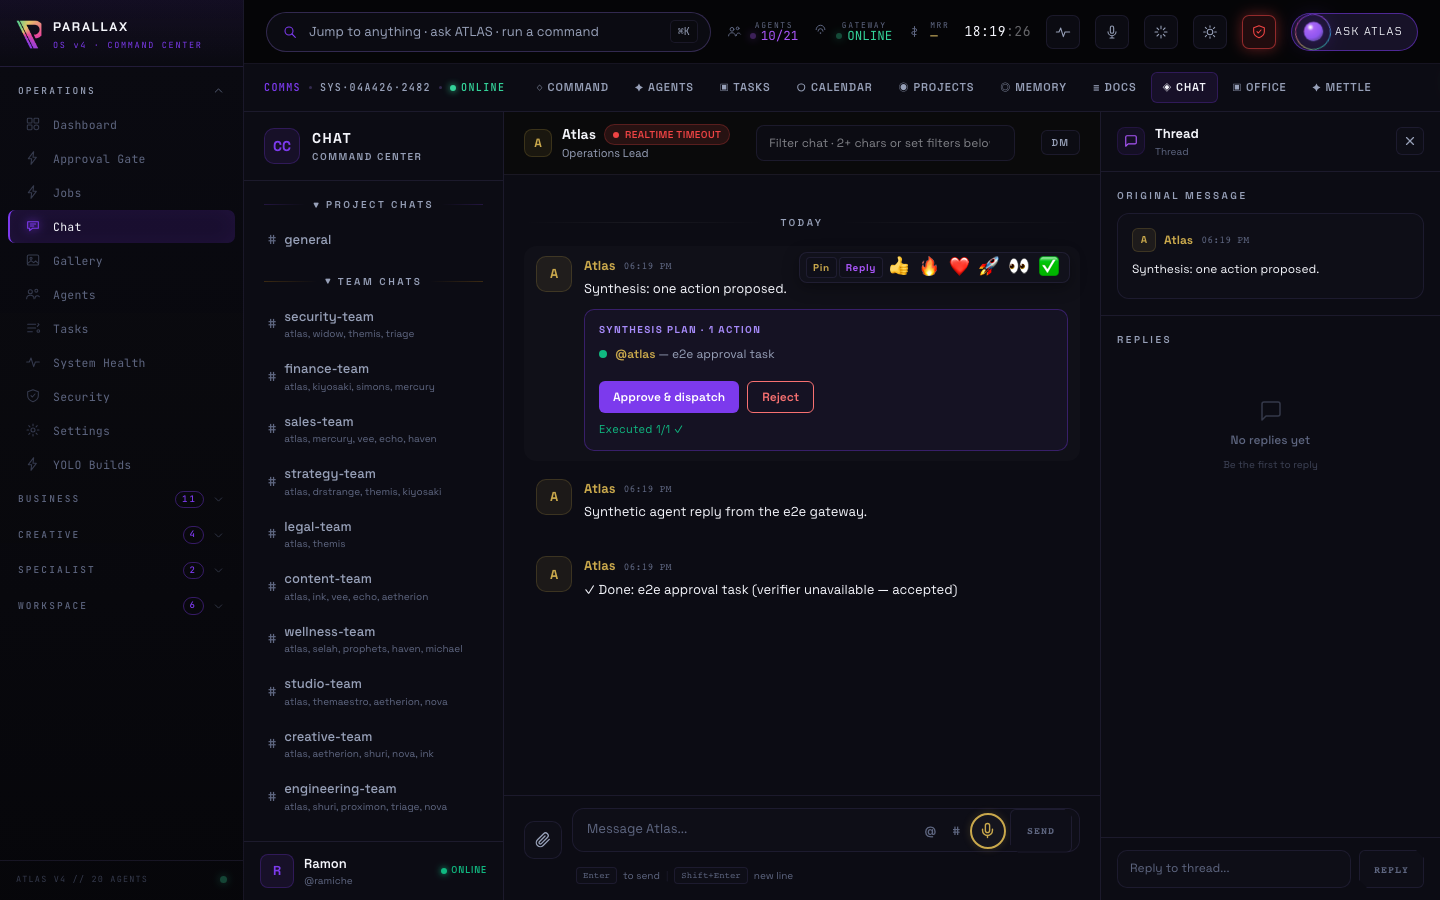 PARALLAX
OS v4 · COMMAND CENTER
OPERATIONS
Dashboard
Approval Gate
Jobs
Chat
Gallery
Agents
Tasks
System Health
Security
Settings
YOLO Builds
BUSINESS 11
CREATIVE 4
SPECIALIST 2
WORKSPACE 6
ATLAS V4 // 20 AGENTS
Jump to anything · ask ATLAS · run a command ⌘K
AGENTS
10/21
GATEWAY
ONLINE
MRR
—
18:19:26
ASK ATLAS
COMMS · SYS·04A426·2482 · ONLINE
COMMAND
AGENTS
TASKS
CALENDAR
PROJECTS
MEMORY
DOCS
CHAT
OFFICE
METTLE
CC
CHAT
COMMAND CENTER
▼ PROJECT CHATS
# general
▼ TEAM CHATS
# security-team
atlas, widow, themis, triage
# finance-team
atlas, kiyosaki, simons, mercury
# sales-team
atlas, mercury, vee, echo, haven
# strategy-team
atlas, drstrange, themis, kiyosaki
# legal-team
atlas, themis
# content-team
atlas, ink, vee, echo, aetherion
# wellness-team
atlas, selah, prophets, haven, michael
# studio-team
atlas, themaestro, aetherion, nova
# creative-team
atlas, aetherion, shuri, nova, ink
# engineering-team
atlas, shuri, proximon, triage, nova
R
Ramon
@ramiche
ONLINE
A
Atlas REALTIME TIMEOUT
Operations Lead
Filter chat · 2+ chars or set filters belo
DM
TODAY
A
Atlas 06:19 PM
Pin Reply 👍 🔥 ❤️ 🚀 👀 ✅
Synthesis: one action proposed.
SYNTHESIS PLAN · 1 ACTION
@atlas — e2e approval task
Approve & dispatch Reject
Executed 1/1 ✓
A
Atlas 06:19 PM
Synthetic agent reply from the e2e gateway.
A
Atlas 06:19 PM
✓ Done: e2e approval task (verifier unavailable — accepted)
Message Atlas...
@ # SEND
Enter to send Shift+Enter new line
Thread
Thread
ORIGINAL MESSAGE
A
Atlas 06:19 PM
Synthesis: one action proposed.
REPLIES
No replies yet
Be the first to reply
Reply to thread...
REPLY